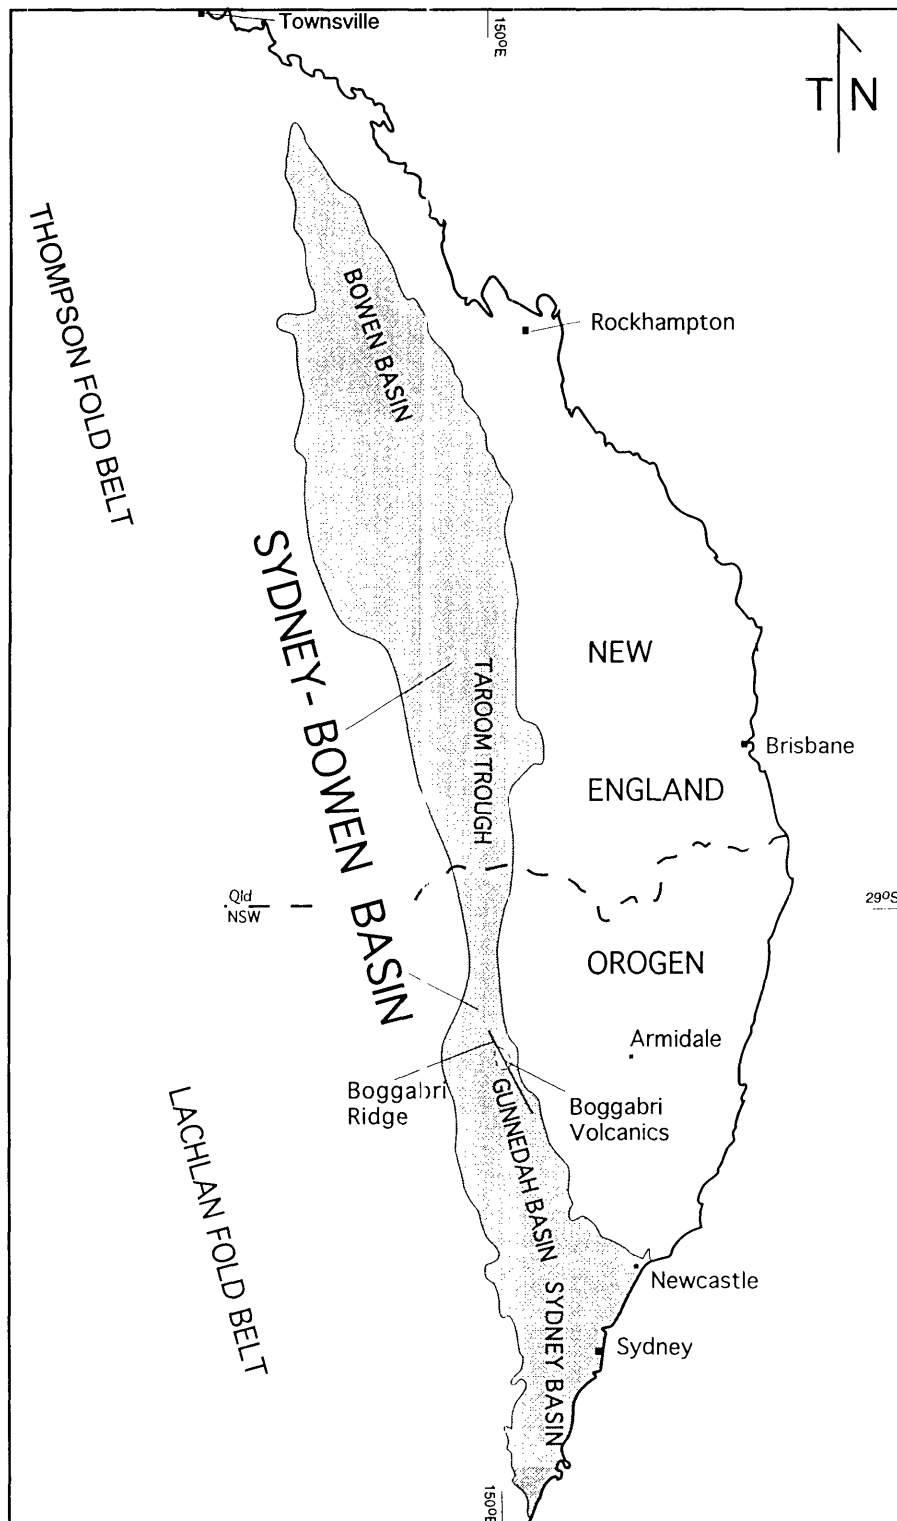 Townsville
150°E
T N
THOMPSON FOLD BELT
BOWEN BASIN
Rockhampton
SYDNEY-BOWEN BASIN
NEW
TAROOM TROUGH
Brisbane
ENGLAND
Qld
NSW
29°S
OROGEN
Armidale
Boggabri
Ridge
Boggabri
Volcanics
GUNNEDAH BASIN
LACHLAN FOLD BELT
Newcastle
SYDNEY BASIN
Sydney
150°E